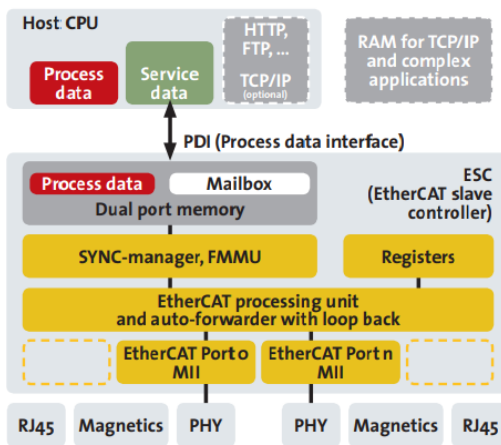 Host CPU
Process
data
Service
data
HTTP,
FTP, ...
TCP/IP
(optional)
RAM for TCP/IP
and complex
applications
PDI (Process data interface)
ESC
(EtherCAT slave
controller)
Process data
Mailbox
Dual port memory
SYNC-manager, FMMU
Registers
EtherCAT processing unit
and auto-forwarder with loop back
EtherCAT Port 0
MII
EtherCAT Port n
MII
RJ45
Magnetics
PHY
PHY
Magnetics
RJ45